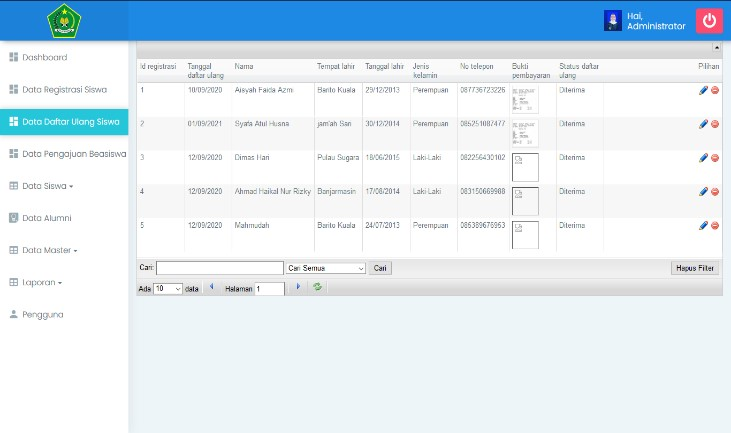 Hai,
Administrator
Dashboard
Data Registrasi Siswa
Data Daftar Ulang Siswa
Data Pengajuan Beasiswa
Data Siswa
Data Alumni
Data Master
Laporan
Pengguna
Id registrasi Tanggal daftar ulang Nama Tempat lahir Tanggal lahir Jenis kelamin No telepon Bukti pembayaran Status daftar ulang Pilihan
1 10/09/2020 Aisyah Faida Azmi Barito Kuala 29/12/2013 Perempuan 087736723226 Diterima
2 01/09/2021 Syafa Atul Husna jam'ah Sari 30/12/2014 Perempuan 085251087477 Diterima
3 12/09/2020 Dimas Hari Pulau Sugara 18/06/2015 Laki-Laki 082256430102 Diterima
4 12/09/2020 Ahmad Haikal Nur Rizky Banjarmasin 17/08/2014 Laki-Laki 083150669988 Diterima
5 12/09/2020 Mahmudah Barito Kuala 24/07/2013 Perempuan 085389676953 Diterima
Cari: Cari Semua Cari Hapus Filter
Ada 10 data Halaman 1